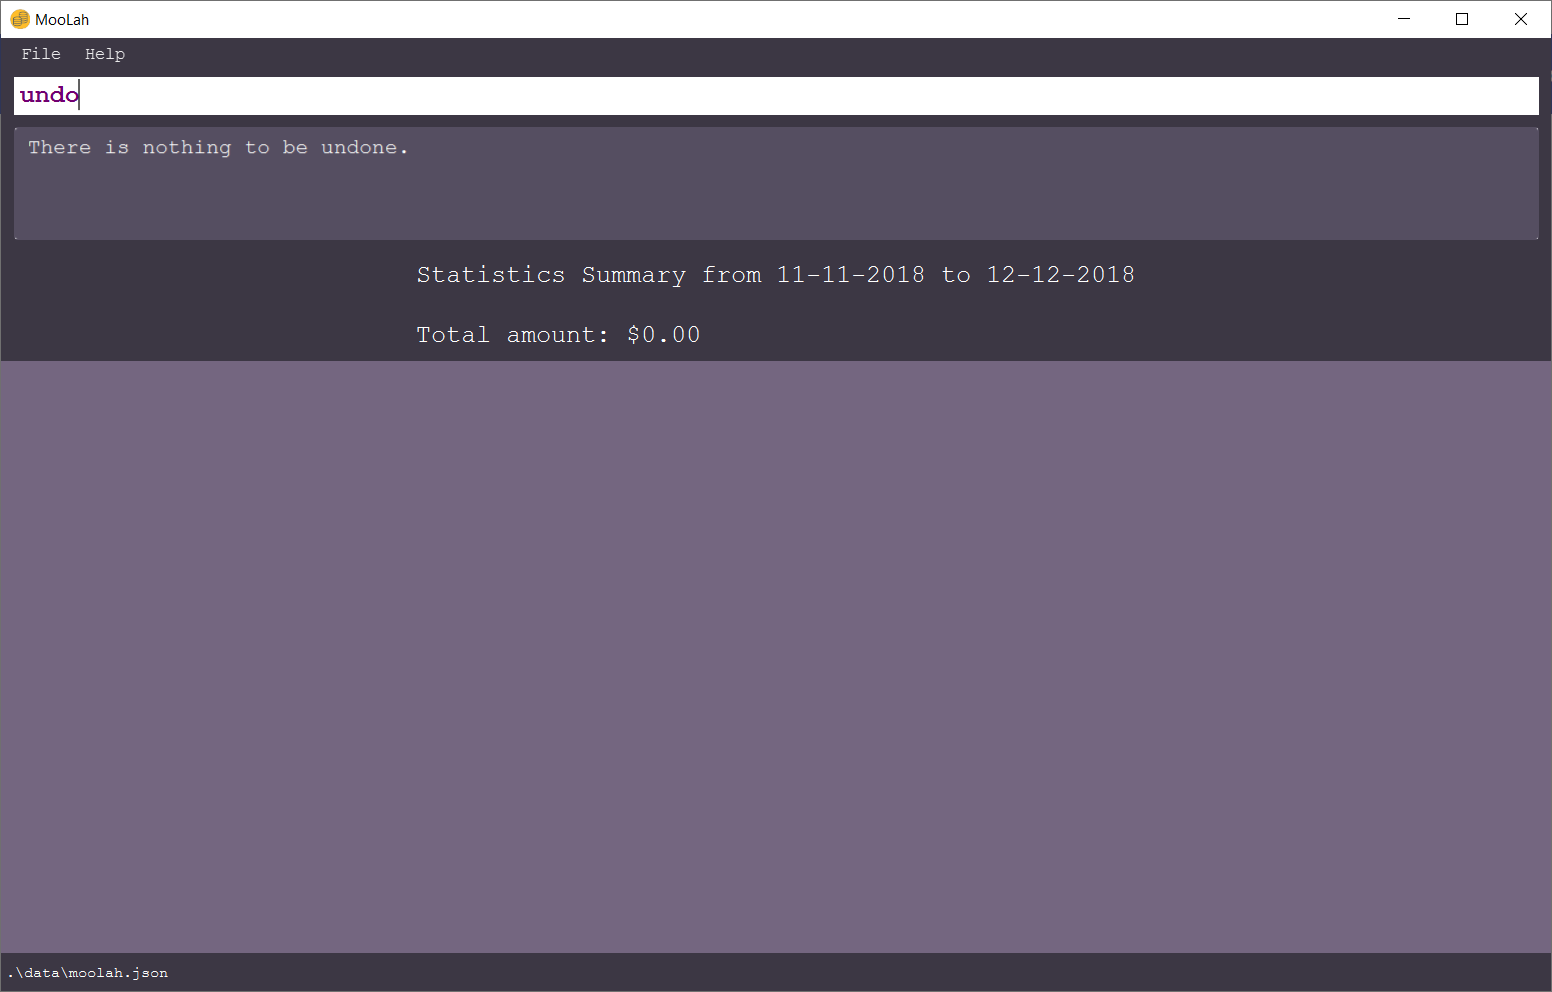 MooLah
File Help
undo
There is nothing to be undone.
Statistics Summary from 11-11-2018 to 12-12-2018
Total amount: $0.00
.\data\moolah.json